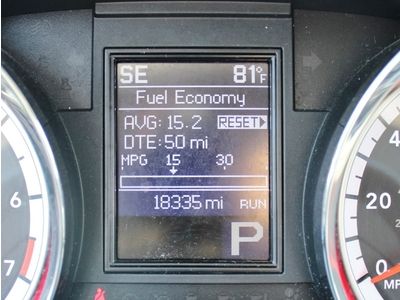 SE 81°F
Fuel Economy
AVG: 15.2 RESET
DTE: 50 mi
MPG 15 30
18335 mi RUN
P
6
7
20
0
MP